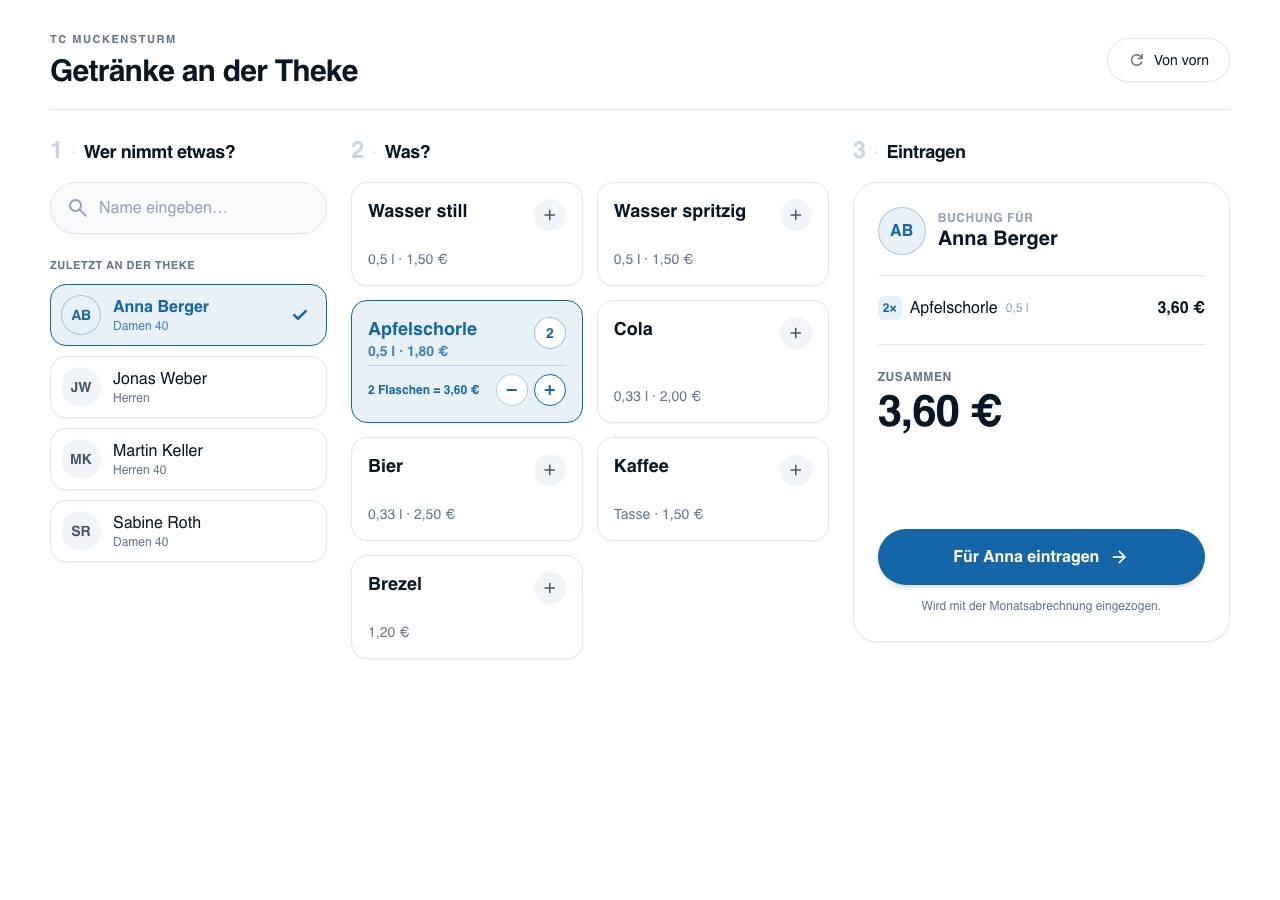 TC MUCKENSTURM
Getränke an der Theke
Von vorn
1 · Wer nimmt etwas?
Name eingeben…
ZULETZT AN DER THEKE
AB
Anna Berger
Damen 40
JW
Jonas Weber
Herren
MK
Martin Keller
Herren 40
SR
Sabine Roth
Damen 40
2 · Was?
Wasser still
+
0,5 l · 1,50 €
Wasser spritzig
+
0,5 l · 1,50 €
Apfelschorle
2
0,5 l · 1,80 €
2 Flaschen = 3,60 €
− +
Cola
+
0,33 l · 2,00 €
Bier
+
0,33 l · 2,50 €
Kaffee
+
Tasse · 1,50 €
Brezel
+
1,20 €
3 · Eintragen
AB
BUCHUNG FÜR
Anna Berger
2× Apfelschorle 0,5 l 3,60 €
ZUSAMMEN
3,60 €
Für Anna eintragen →
Wird mit der Monatsabrechnung eingezogen.